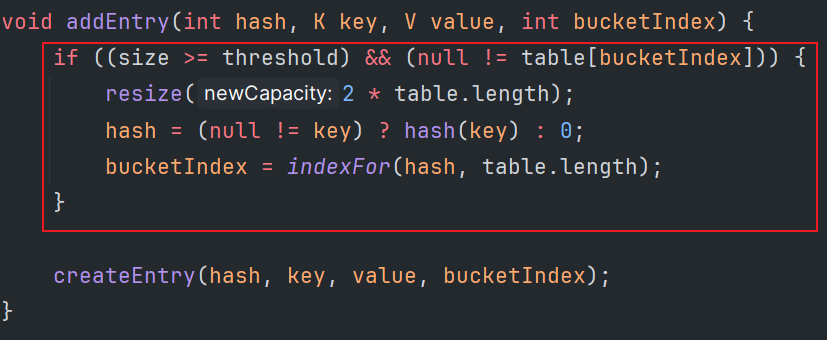 void addEntry(int hash, K key, V value, int bucketIndex) {
    if ((size >= threshold) && (null != table[bucketIndex])) {
        resize( newCapacity: 2 * table.length);
        hash = (null != key) ? hash(key) : 0;
        bucketIndex = indexFor(hash, table.length);
    }
    createEntry(hash, key, value, bucketIndex);
}